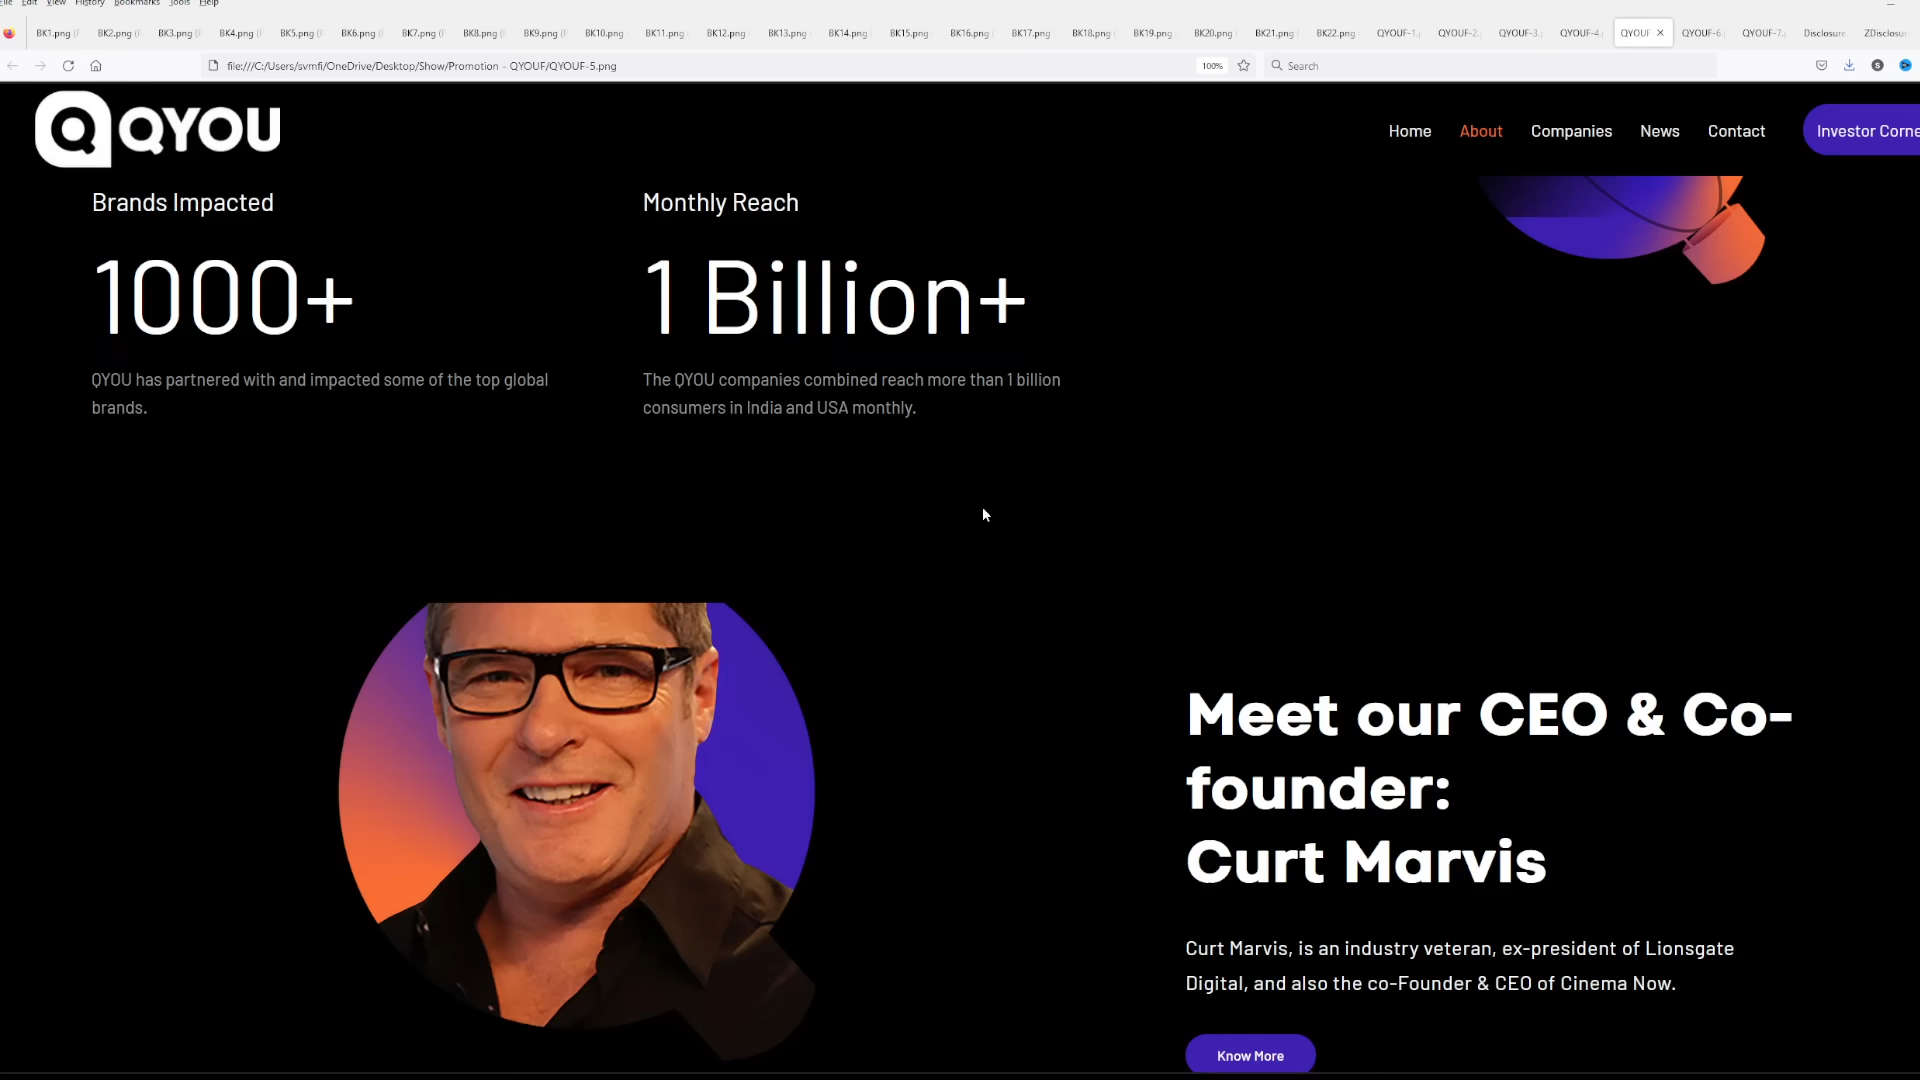 File Edit View History Bookmarks Tools Help
BK1.png BK2.png BK3.png BK4.png BK5.png BK6.png BK7.png BK8.png BK9.png BK10.png BK11.png BK12.png BK13.png BK14.png BK15.png BK16.png BK17.png BK18.png BK19.png BK20.png BK21.png BK22.png QYOUF-1. QYOUF-2. QYOUF-3. QYOUF-4. QYOUF QYOUF-6. QYOUF-7. Disclosure ZDisclosu
file:///C:/Users/svmfi/OneDrive/Desktop/Show/Promotion - QYOUF/QYOUF-5.png 100% Search
QYOU Home About Companies News Contact Investor Corne
Brands Impacted Monthly Reach
1000+ 1 Billion+
QYOU has partnered with and impacted some of the top global
brands.
The QYOU companies combined reach more than 1 billion
consumers in India and USA monthly.
Meet our CEO & Co-
founder:
Curt Marvis
Curt Marvis, is an industry veteran, ex-president of Lionsgate
Digital, and also the co-Founder & CEO of Cinema Now.
Know More